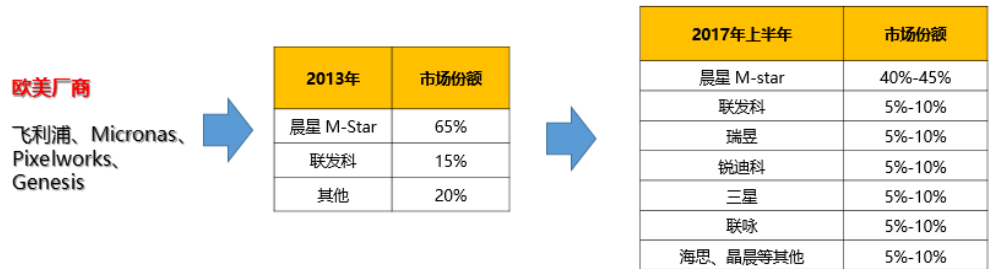 欧美厂商
飞利浦、Micronas、
Pixelworks、
Genesis
2013年 市场份额
晨星 M-Star 65%
联发科 15%
其他 20%
2017年上半年 市场份额
晨星 M-star 40%-45%
联发科 5%-10%
瑞昱 5%-10%
锐迪科 5%-10%
三星 5%-10%
联咏 5%-10%
海思、晶晨等其他 5%-10%